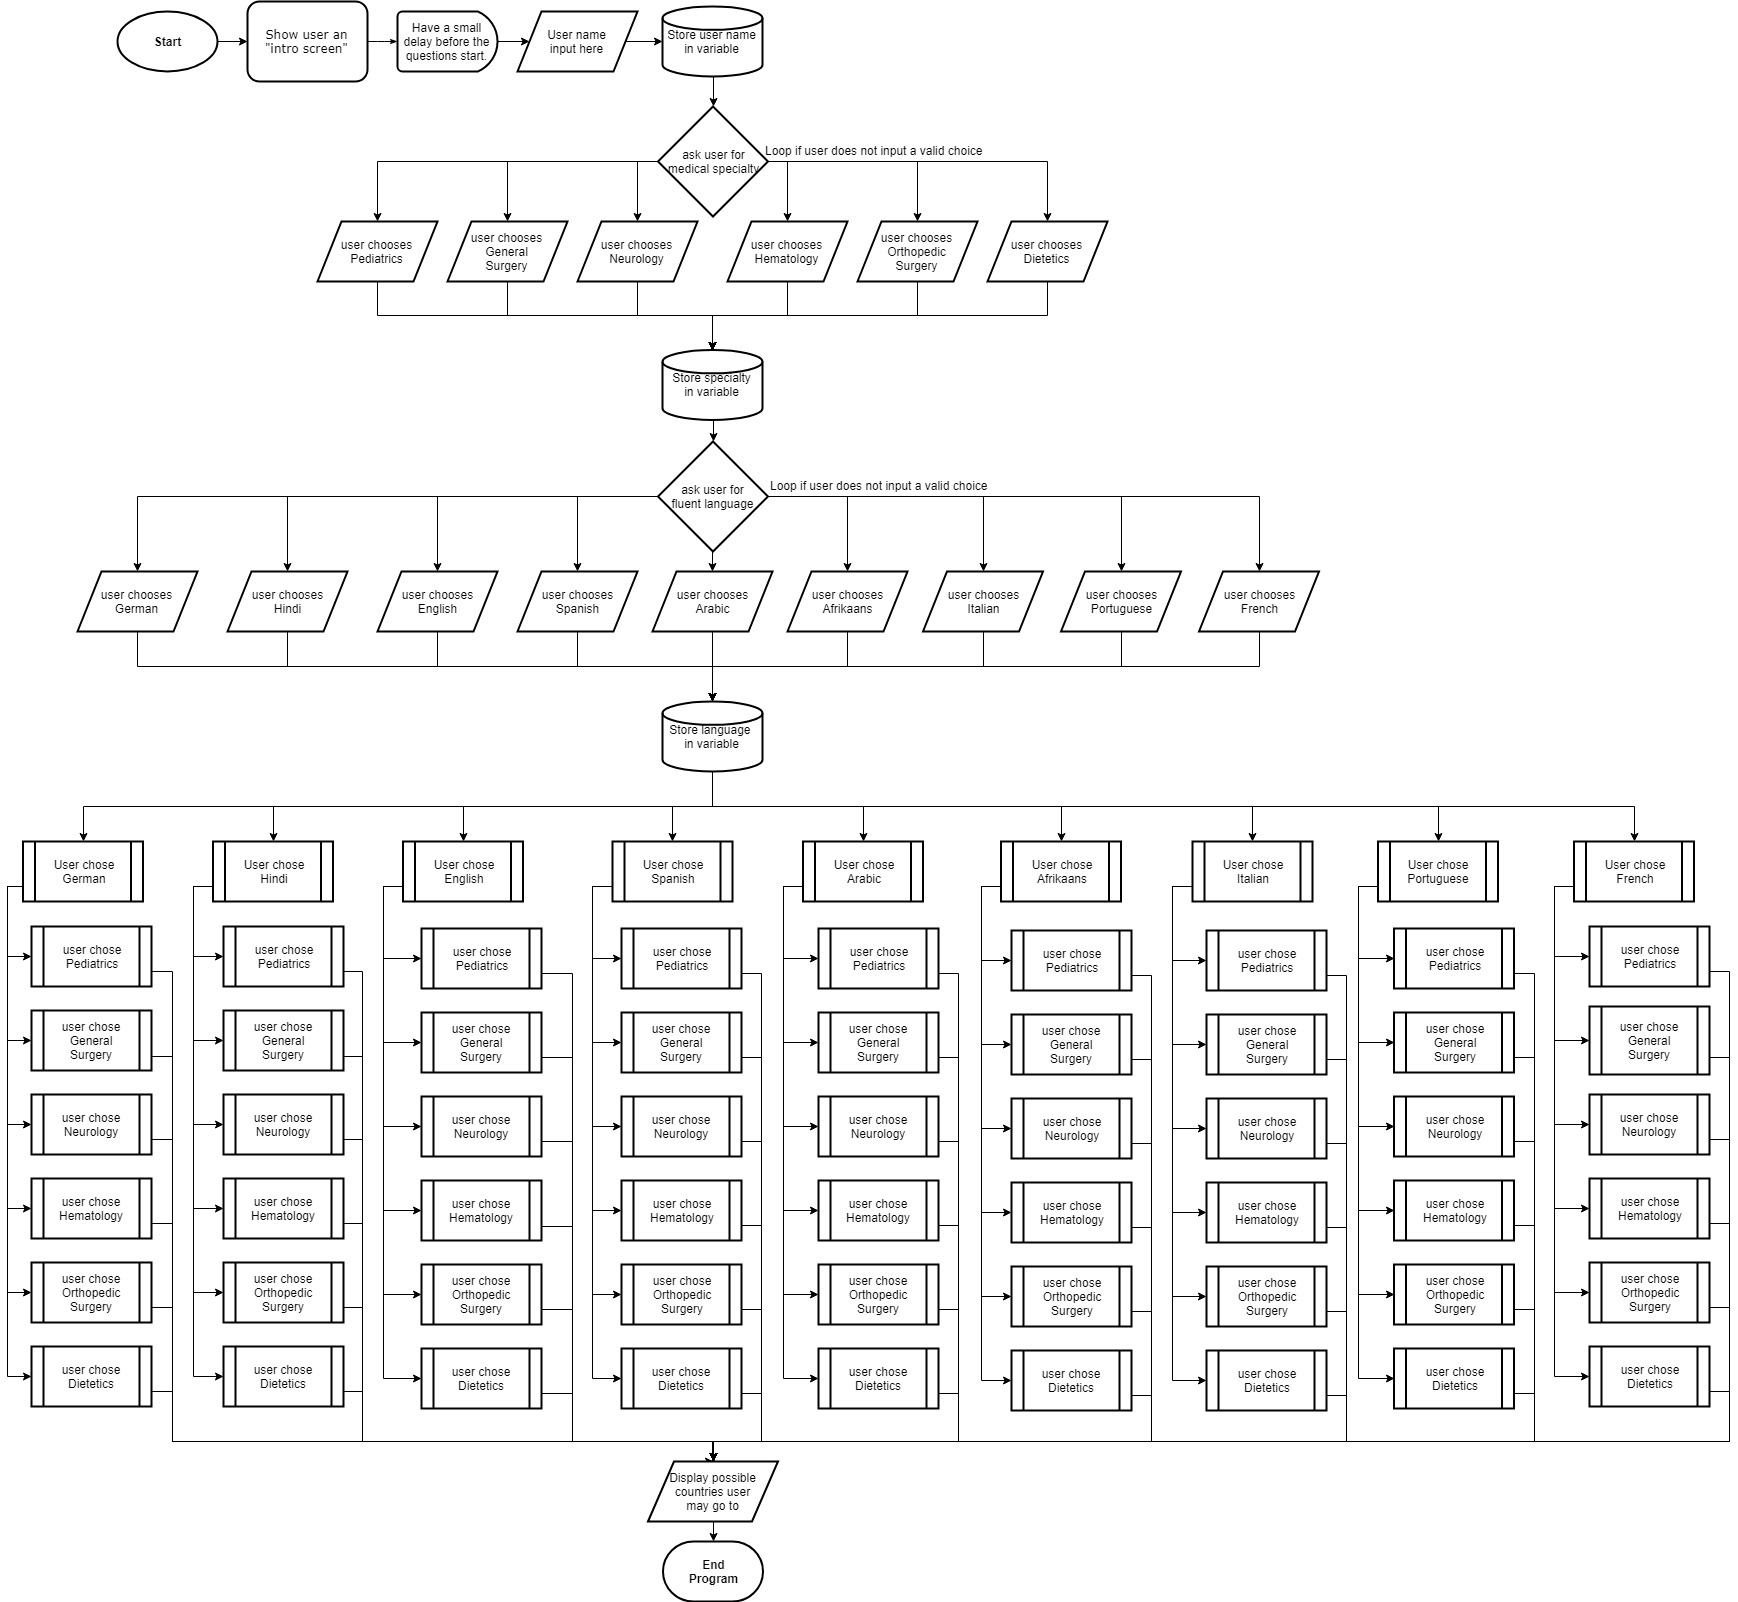 Start
Show user an
"intro screen"
Have a small
delay before the
questions start.
User name
input here
Store user name
in variable
ask user for
medical specialty
Loop if user does not input a valid choice
user chooses
Pediatrics
user chooses
General
Surgery
user chooses
Neurology
user chooses
Hematology
user chooses
Orthopedic
Surgery
user chooses
Dietetics
Store specialty
in variable
ask user for
fluent language
Loop if user does not input a valid choice
user chooses
German
user chooses
Hindi
user chooses
English
user chooses
Spanish
user chooses
Arabic
user chooses
Afrikaans
user chooses
Italian
user chooses
Portuguese
user chooses
French
Store language
in variable
User chose
German
User chose
Hindi
User chose
English
User chose
Spanish
User chose
Arabic
User chose
Afrikaans
User chose
Italian
User chose
Portuguese
User chose
French
user chose
Pediatrics
user chose
Pediatrics
user chose
Pediatrics
user chose
Pediatrics
user chose
Pediatrics
user chose
Pediatrics
user chose
Pediatrics
user chose
Pediatrics
user chose
Pediatrics
user chose
General
Surgery
user chose
General
Surgery
user chose
General
Surgery
user chose
General
Surgery
user chose
General
Surgery
user chose
General
Surgery
user chose
General
Surgery
user chose
General
Surgery
user chose
General
Surgery
user chose
Neurology
user chose
Neurology
user chose
Neurology
user chose
Neurology
user chose
Neurology
user chose
Neurology
user chose
Neurology
user chose
Neurology
user chose
Neurology
user chose
Hematology
user chose
Hematology
user chose
Hematology
user chose
Hematology
user chose
Hematology
user chose
Hematology
user chose
Hematology
user chose
Hematology
user chose
Hematology
user chose
Orthopedic
Surgery
user chose
Orthopedic
Surgery
user chose
Orthopedic
Surgery
user chose
Orthopedic
Surgery
user chose
Orthopedic
Surgery
user chose
Orthopedic
Surgery
user chose
Orthopedic
Surgery
user chose
Orthopedic
Surgery
user chose
Orthopedic
Surgery
user chose
Dietetics
user chose
Dietetics
user chose
Dietetics
user chose
Dietetics
user chose
Dietetics
user chose
Dietetics
user chose
Dietetics
user chose
Dietetics
user chose
Dietetics
Display possible
countries user
may go to
End
Program